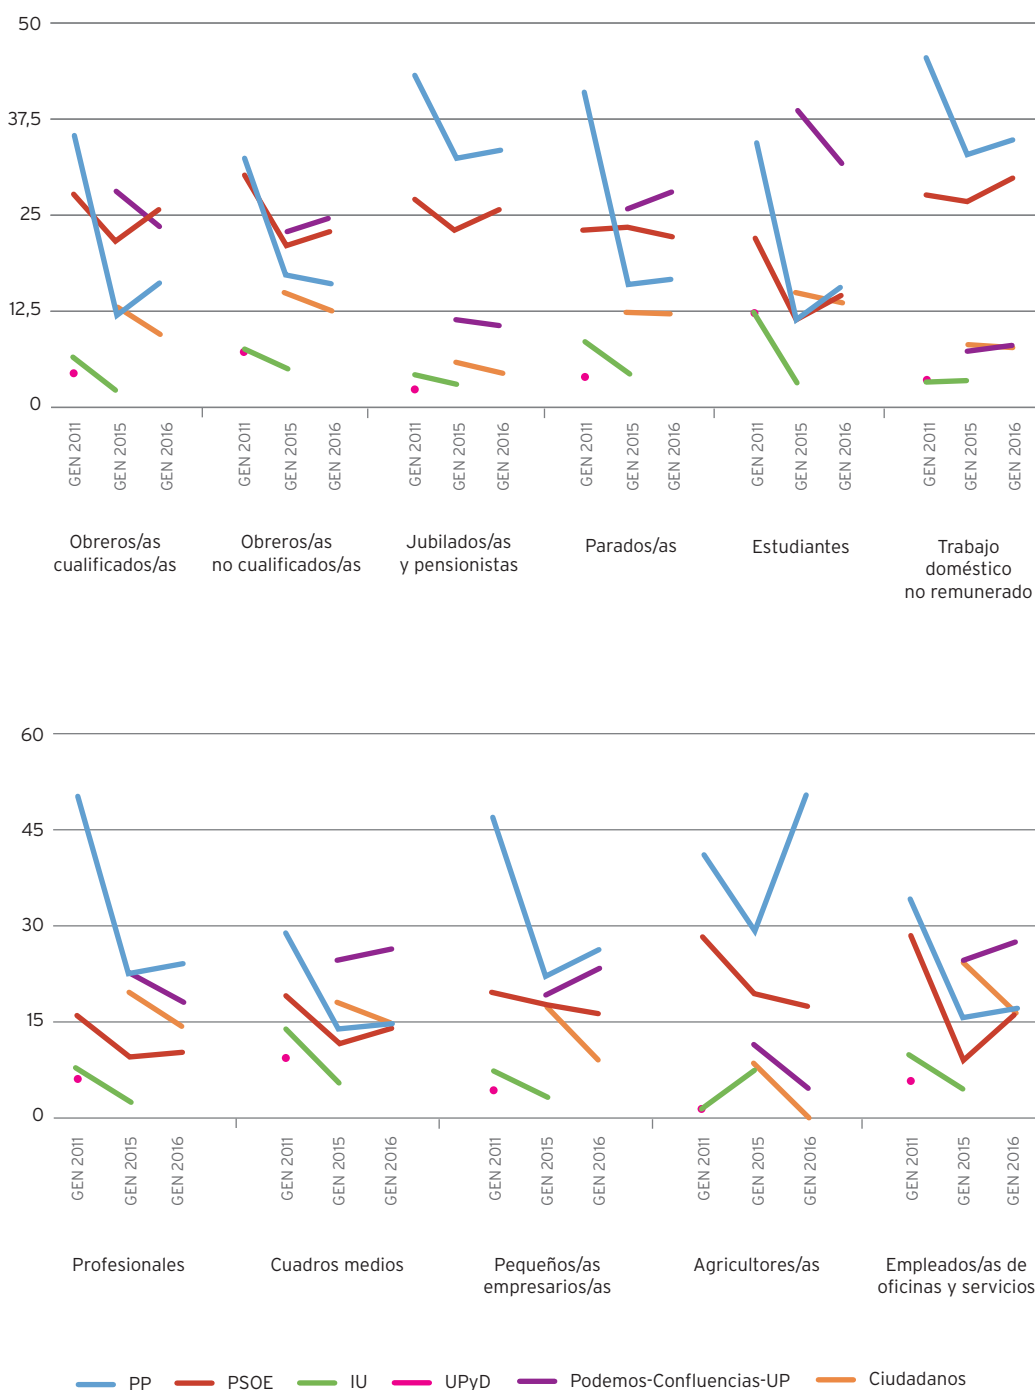 50
37,5
25
12,5
0
GEN 2011
GEN 2015
GEN 2016
GEN 2011
GEN 2015
GEN 2016
GEN 2011
GEN 2015
GEN 2016
GEN 2011
GEN 2015
GEN 2016
GEN 2011
GEN 2015
GEN 2016
GEN 2011
GEN 2015
GEN 2016
Obreros/as
cualificados/as
Obreros/as
no cualificados/as
Jubilados/as
y pensionistas
Parados/as
Estudiantes
Trabajo
doméstico
no remunerado
60
45
30
15
0
GEN 2011
GEN 2015
GEN 2016
GEN 2011
GEN 2015
GEN 2016
GEN 2011
GEN 2015
GEN 2016
GEN 2011
GEN 2015
GEN 2016
GEN 2011
GEN 2015
GEN 2016
Profesionales
Cuadros medios
Pequeños/as
empresarios/as
Agricultores/as
Empleados/as de
oficinas y servicios
PP PSOE IU UPyD Podemos-Confluencias-UP Ciudadanos